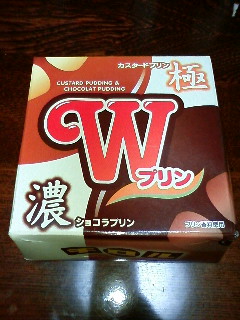 カスタードプリン
極
CUSTARD PUDDING &
CHOCOLAT PUDDING
W
プリン
濃
ショコラプリン